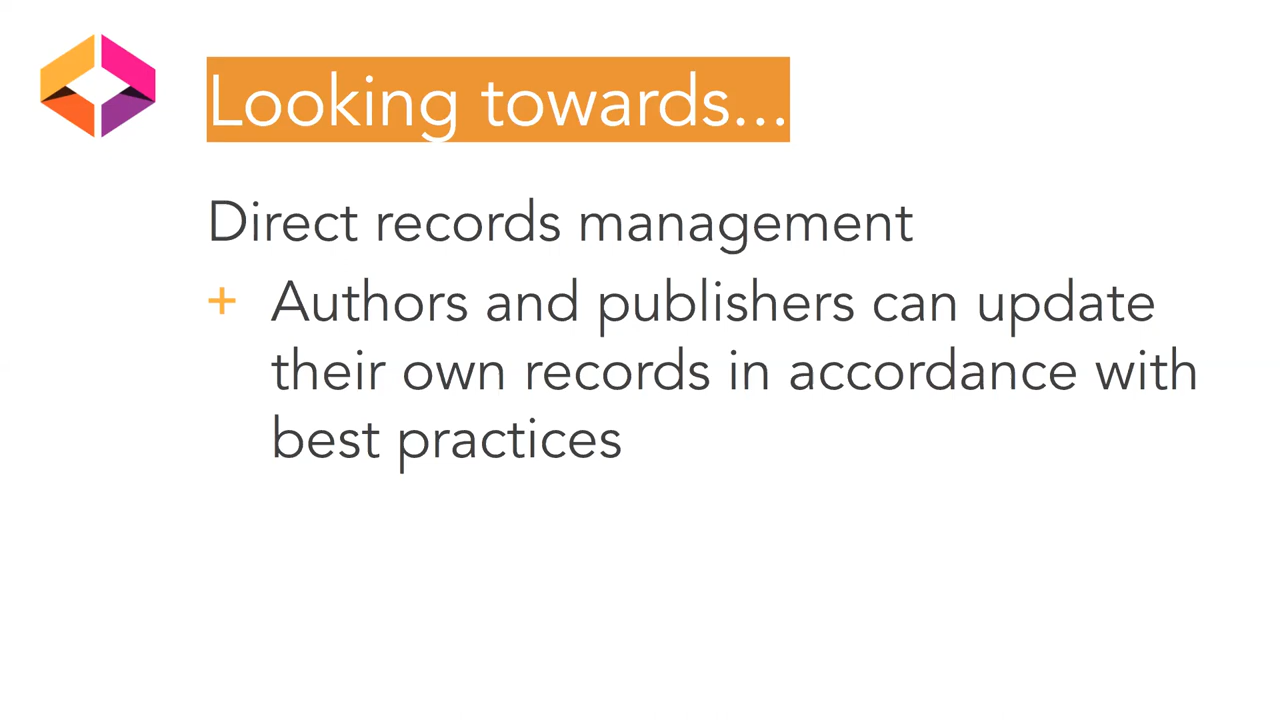 Looking towards...
Direct records management
+ Authors and publishers can update
their own records in accordance with
best practices